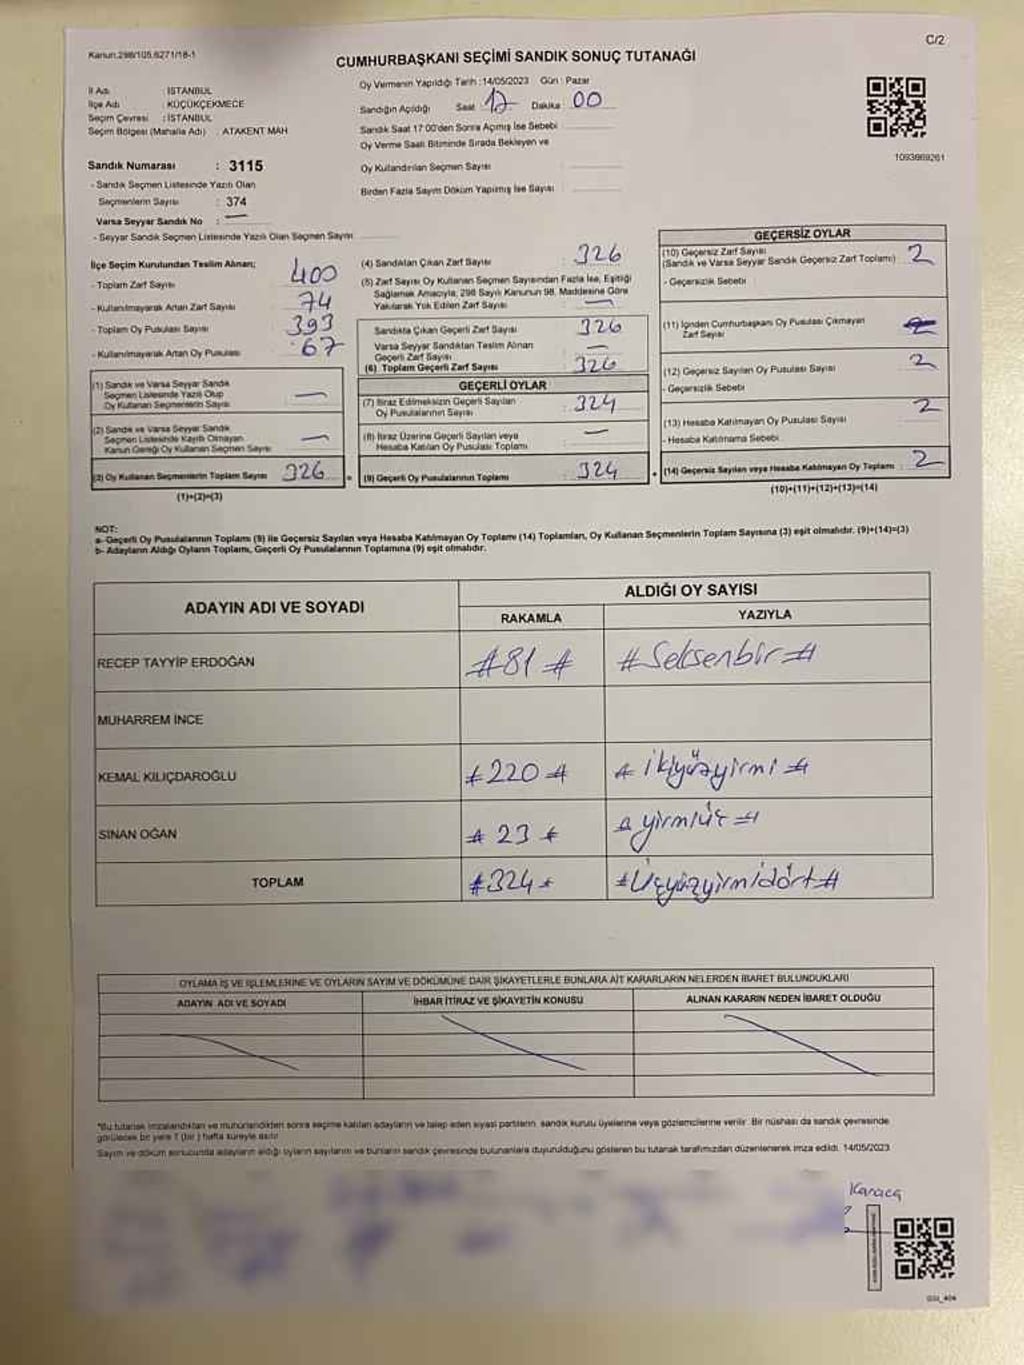 C/2
Kanun:298/105,6271/18-1
CUMHURBAŞKANI SEÇİMİ SANDIK SONUÇ TUTANAĞI
İl Adı : İSTANBUL
İlçe Adı : KÜÇÜKÇEKMECE
Seçim Çevresi : İSTANBUL
Seçim Bölgesi (Mahalle Adı) : ATAKENT MAH
Oy Vermenin Yapıldığı Tarih : 14/05/2023 Gün : Pazar
Sandığın Açıldığı Saat 17 Dakika 00
Sandık Saat 17:00'den Sonra Açımış İse Sebebi
Oy Verme Saati Bitiminde Sırada Bekleyen ve
Oy Kullandırılan Seçmen Sayısı :
Birden Fazla Sayım Döküm Yapılmış İse Sayısı :
1093969261
Sandık Numarası : 3115
- Sandık Seçmen Listesinde Yazılı Olan
Seçmenlerin Sayısı : 374
Varsa Seyyar Sandık No : —
- Seyyar Sandık Seçmen Listesinde Yazılı Olan Seçmen Sayısı
İlçe Seçim Kurulundan Teslim Alınan;
- Toplam Zarf Sayısı : 400
- Kullanılmayarak Artan Zarf Sayısı : 74
- Toplam Oy Pusulası Sayısı : 393
- Kullanılmayarak Artan Oy Pusulası : 67
(1) Sandık ve Varsa Seyyar Sandık
Seçmen Listesinde Yazılı Olup
Oy Kullanan Seçmenlerin Sayısı : —
(2) Sandık ve Varsa Seyyar Sandık
Seçmen Listesinde Kayıtlı Olmayan
Kanun Gereği Oy Kullanan Seçmen Sayısı : —
(3) Oy Kullanan Seçmenlerin Toplam Sayısı : 326
(1)+(2)=(3)
(4) Sandıktan Çıkan Zarf Sayısı : 326
(5) Zarf Sayısı Oy Kullanan Seçmen Sayısından Fazla İse, Eşitliği
Sağlamak Amacıyla, 298 Sayılı Kanunun 98. Maddesine Göre
Yakılarak Yok Edilen Zarf Sayısı : —
Sandıkta Çıkan Geçerli Zarf Sayısı : 326
Varsa Seyyar Sandıktan Teslim Alınan
Geçerli Zarf Sayısı : —
(6) Toplam Geçerli Zarf Sayısı : 326
GEÇERLİ OYLAR
(7) İtiraz Edilmeksizin Geçerli Sayılan
Oy Pusulalarının Sayısı : 324
(8) İtiraz Üzerine Geçerli Sayılan veya
Hesaba Katılan Oy Pusulası Toplamı : —
(9) Geçerli Oy Pusulalarının Toplamı : 324
GEÇERSİZ OYLAR
(10) Geçersiz Zarf Sayısı
(Sandık ve Varsa Seyyar Sandık Geçersiz Zarf Toplamı) : 2
- Geçersizlik Sebebi :
(11) İçinden Cumhurbaşkanı Oy Pusulası Çıkmayan
Zarf Sayısı :
(12) Geçersiz Sayılan Oy Pusulası Sayısı : 2
- Geçersizlik Sebebi :
(13) Hesaba Katılmayan Oy Pusulası Sayısı : 2
- Hesaba Katılmama Sebebi :
(14) Geçersiz Sayılan veya Hesaba Katılmayan Oy Toplamı : 2
(10)+(11)+(12)+(13)=(14)
NOT:
a- Geçerli Oy Pusulalarının Toplamı (9) ile Geçersiz Sayılan veya Hesaba Katılmayan Oy Toplamı (14) Toplamları, Oy Kullanan Seçmenlerin Toplam Sayısına (3) eşit olmalıdır. (9)+(14)=(3)
b- Adayların Aldığı Oyların Toplamı, Geçerli Oy Pusulalarının Toplamına (9) eşit olmalıdır.
ADAYIN ADI VE SOYADI
ALDIĞI OY SAYISI
RAKAMLA YAZIYLA
RECEP TAYYİP ERDOĞAN #81# #Seksenbir#
MUHARREM İNCE
KEMAL KILIÇDAROĞLU #220# #ikiyüzyirmi#
SİNAN OĞAN #23# #yirmiüç#
TOPLAM #324# #Üçyüzyirmidört#
OYLAMA İŞ VE İŞLEMLERİNE VE OYLARIN SAYIM VE DÖKÜMÜNE DAİR ŞİKAYETLERLE BUNLARA AİT KARARLARIN NELERDEN İBARET BULUNDUKLARI
ADAYIN ADI VE SOYADI İHBAR İTİRAZ VE ŞİKAYETİN KONUSU ALINAN KARARIN NEDEN İBARET OLDUĞU
*Bu tutanak imzalandıktan ve mühürlendikten sonra seçime katılan adayların ve talep eden siyasi partilerin, sandık kurulu üyelerine veya gözlemcilerine verilir. Bir nüshası da sandık çevresinde
görülecek bir yere 1 (bir) hafta süreyle asılır.
Sayım ve döküm sonucunda adayların aldığı oyların sayılarını ve bunların sandık çevresinde bulunanlara duyurulduğunu gösteren bu tutanak tarafımızdan düzenlenerek imza edildi. 14/05/2023
Karaca